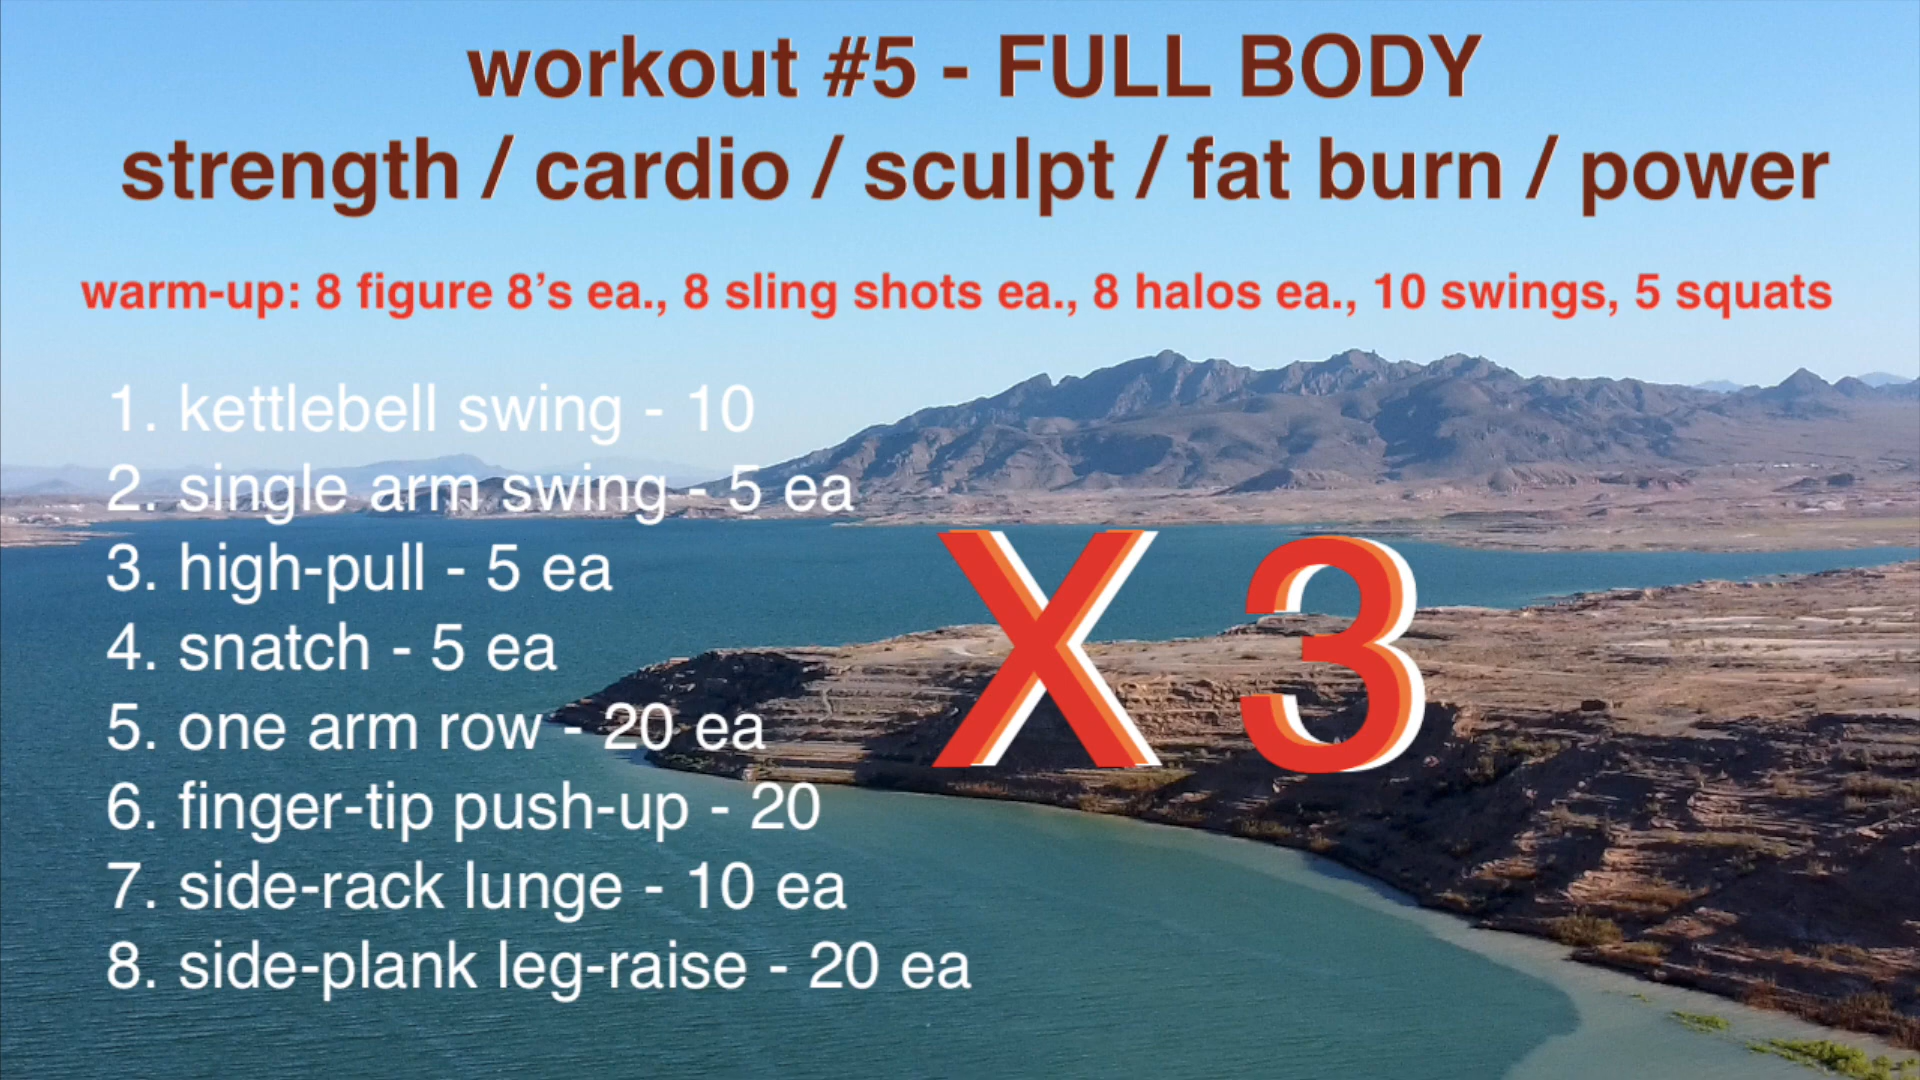 workout #5 - FULL BODY
strength / cardio / sculpt / fat burn / power
warm-up: 8 figure 8’s ea., 8 sling shots ea., 8 halos ea., 10 swings, 5 squats
1. kettlebell swing - 10
2. single arm swing - 5 ea
3. high-pull - 5 ea
4. snatch - 5 ea
5. one arm row - 20 ea
6. finger-tip push-up - 20
7. side-rack lunge - 10 ea
8. side-plank leg-raise - 20 ea
X 3